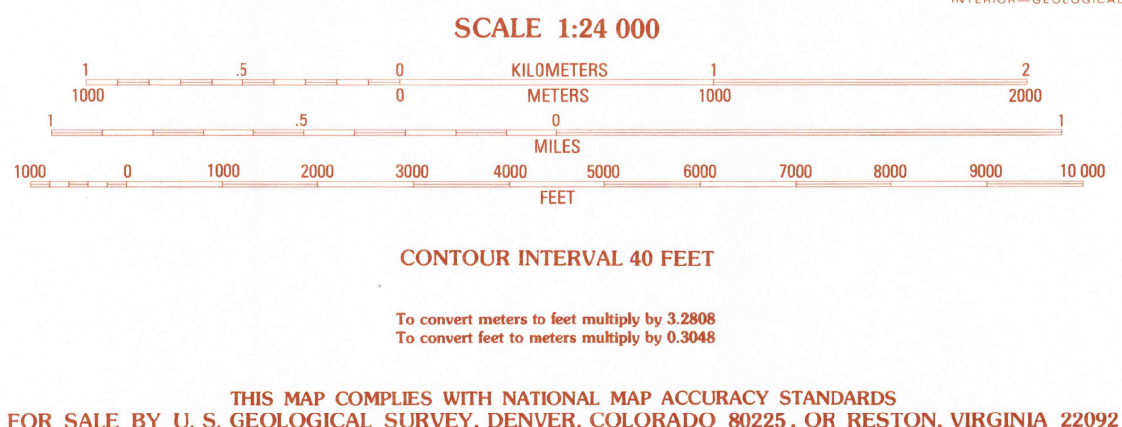 INTERIOR—GEOLOGICAL
SCALE 1:24 000
1 .5 0 KILOMETERS 1 2
1000 0 METERS 1000 2000
1 .5 0 1
MILES
1000 0 1000 2000 3000 4000 5000 6000 7000 8000 9000 10 000
FEET
CONTOUR INTERVAL 40 FEET
To convert meters to feet multiply by 3.2808
To convert feet to meters multiply by 0.3048
THIS MAP COMPLIES WITH NATIONAL MAP ACCURACY STANDARDS
FOR SALE BY U. S. GEOLOGICAL SURVEY, DENVER, COLORADO 80225, OR RESTON, VIRGINIA 22092